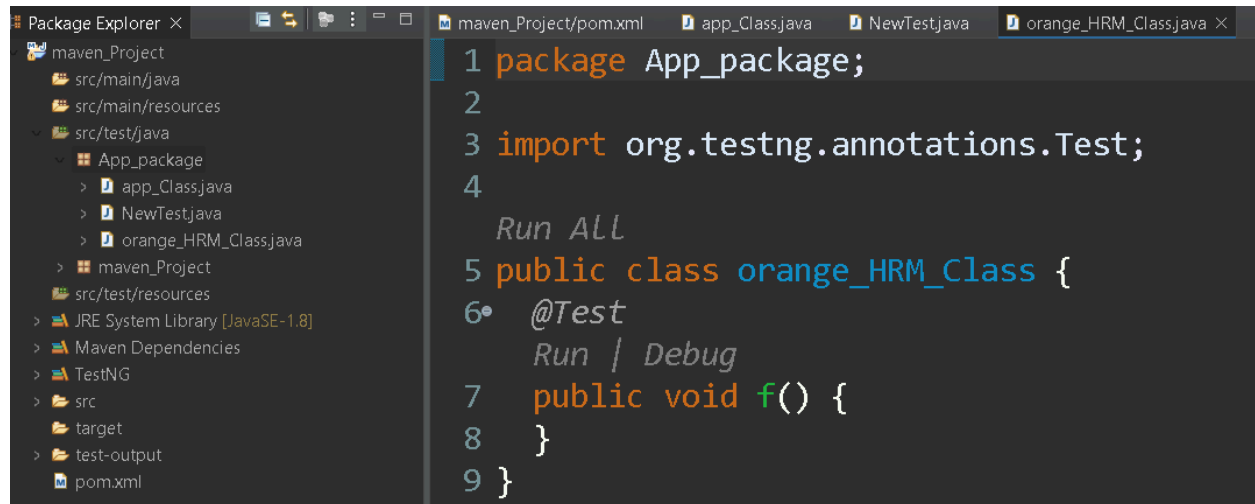 Package Explorer
maven_Project
src/main/java
src/main/resources
src/test/java
App_package
app_Class.java
NewTest.java
orange_HRM_Class.java
maven_Project
src/test/resources
JRE System Library [JavaSE-1.8]
Maven Dependencies
TestNG
src
target
test-output
pom.xml
maven_Project/pom.xml app_Class.java NewTest.java orange_HRM_Class.java
1 package App_package;
2
3 import org.testng.annotations.Test;
4
Run All
5 public class orange_HRM_Class {
6 @Test
Run | Debug
7 public void f() {
8 }
9 }